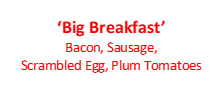 ‘Big Breakfast’
Bacon, Sausage,
Scrambled Egg, Plum Tomatoes